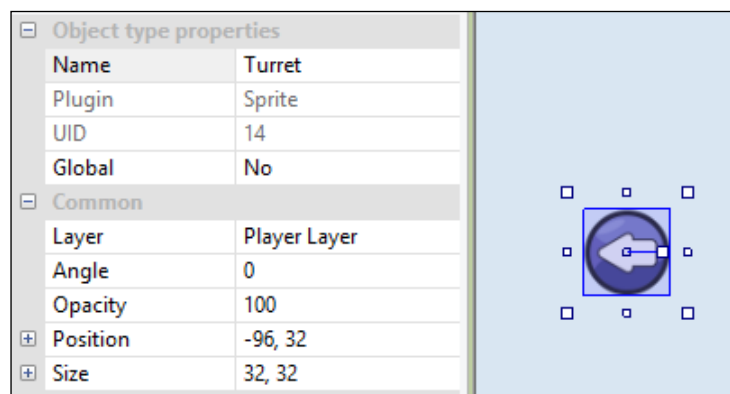 Object type properties
Name Turret
Plugin Sprite
UID 14
Global No
Common
Layer Player Layer
Angle 0
Opacity 100
Position -96, 32
Size 32, 32